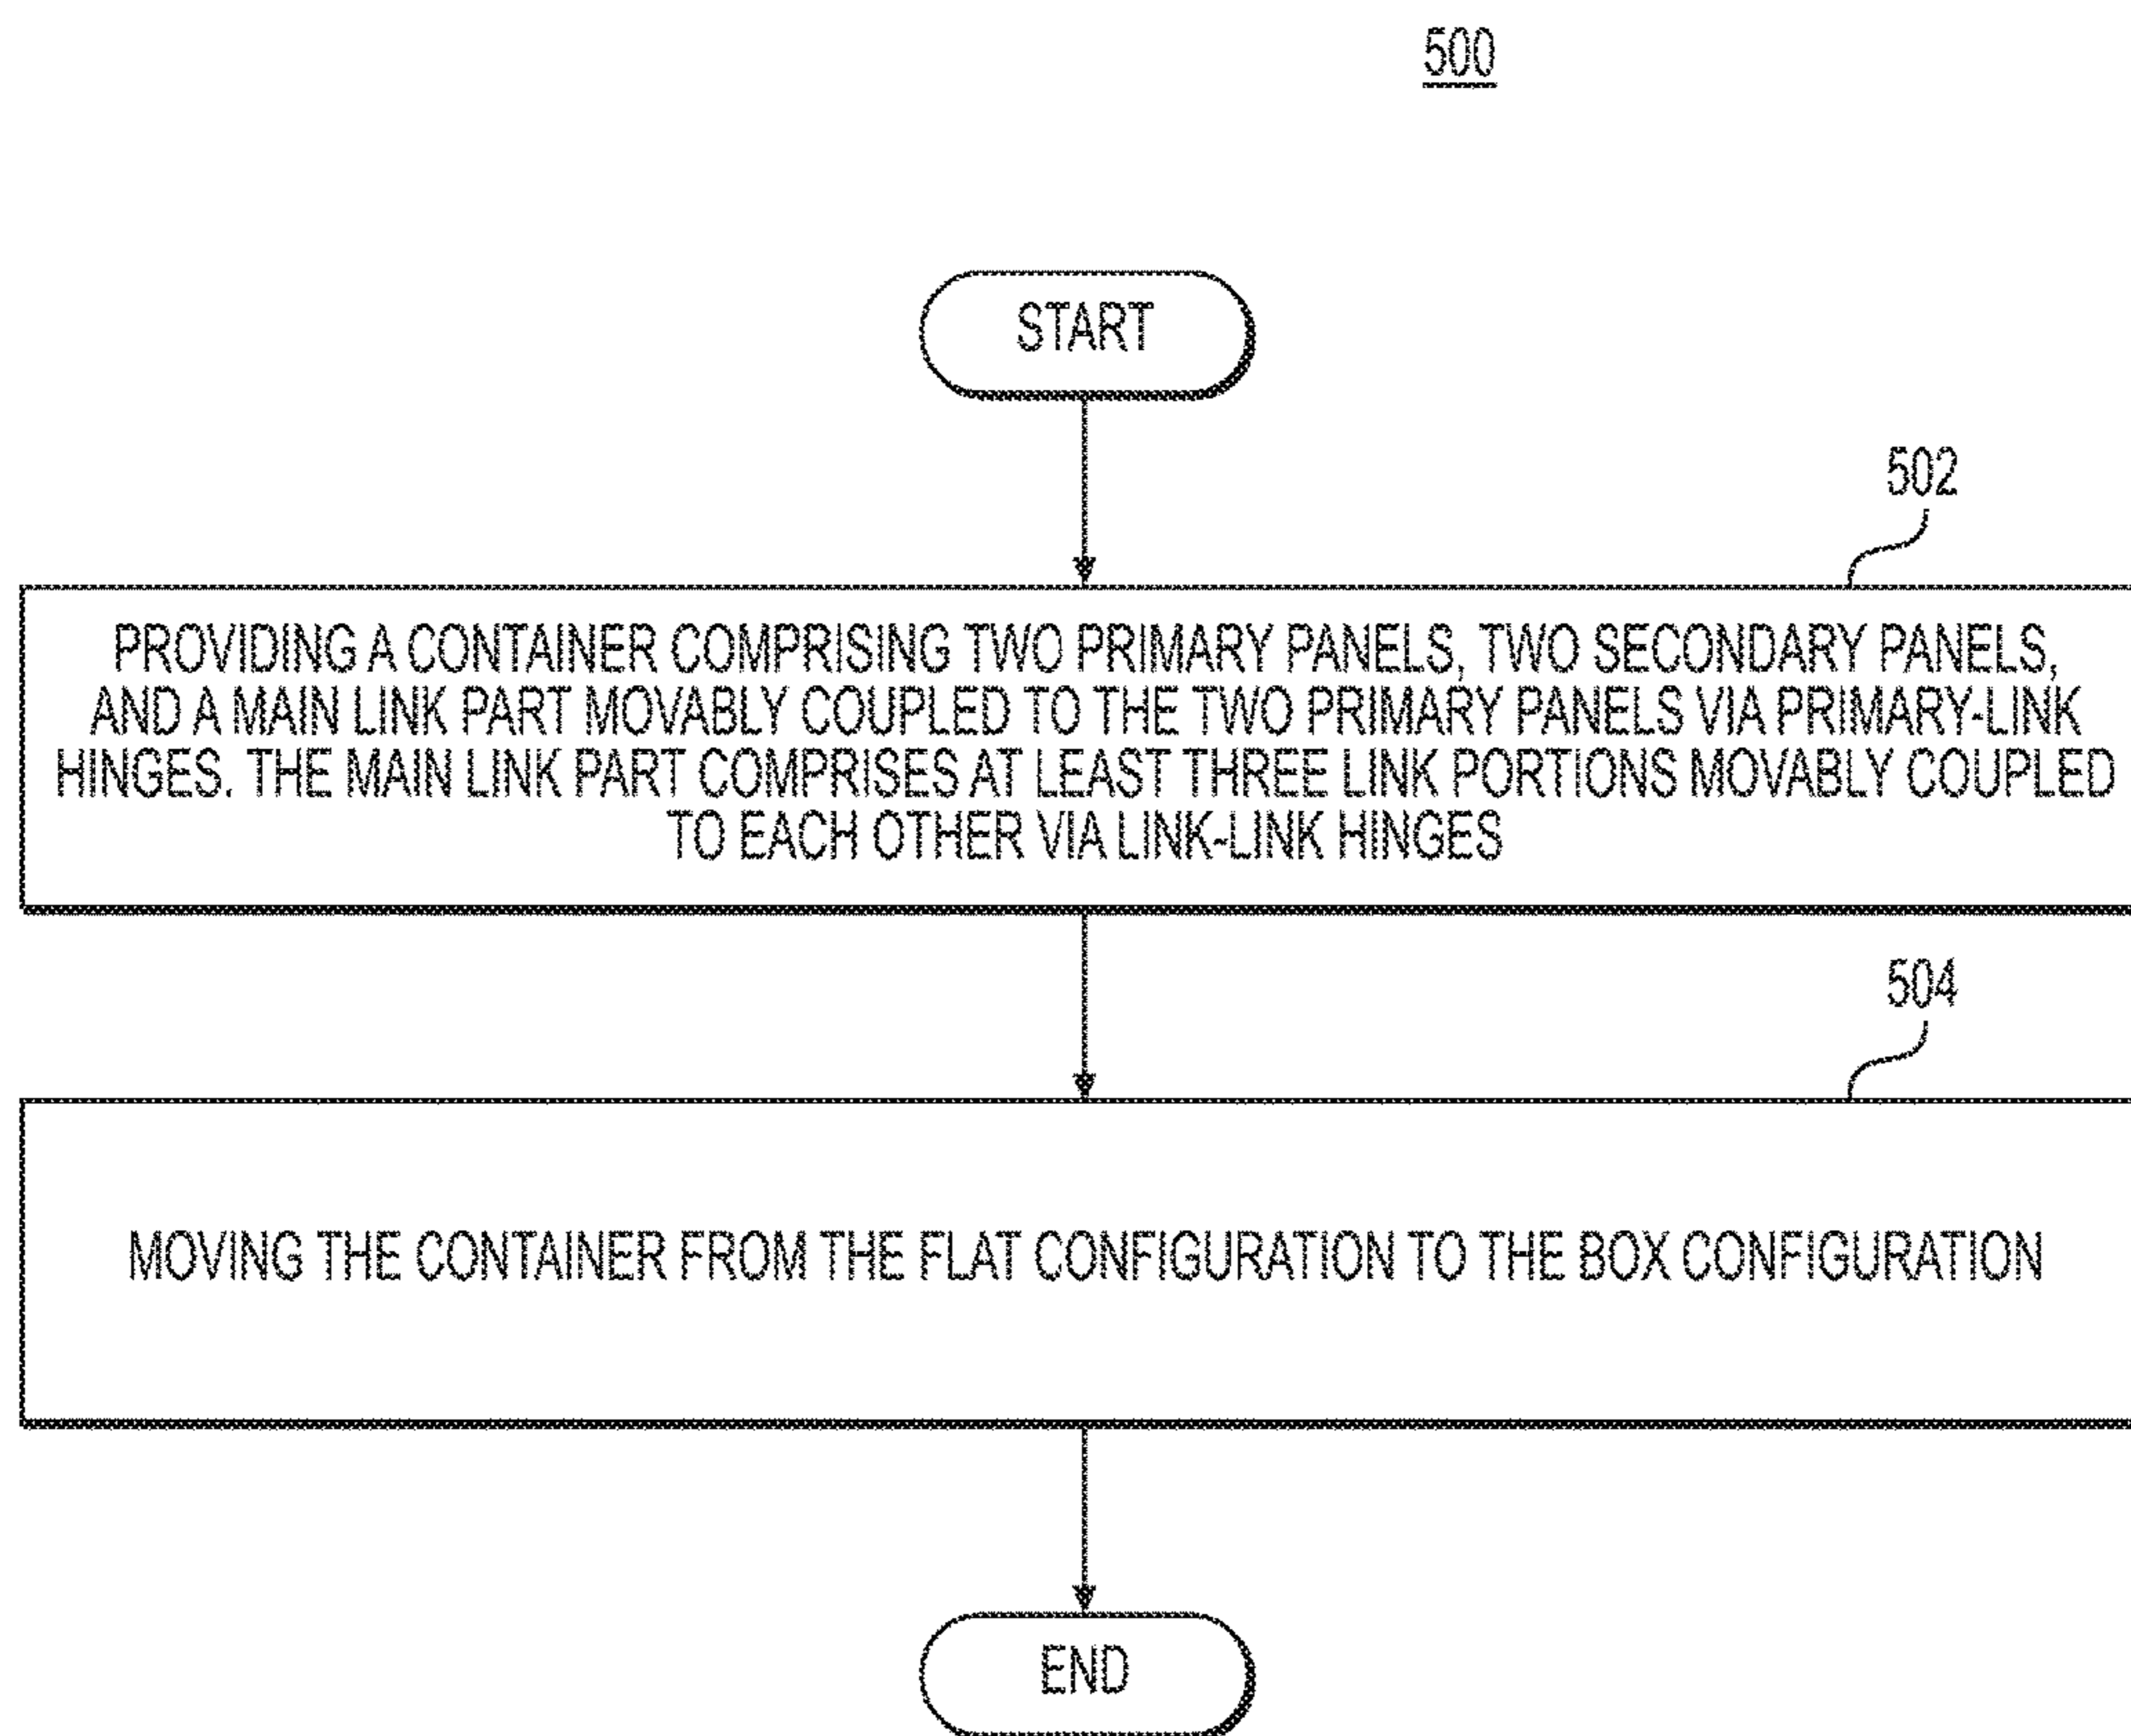 500
START
502
PROVIDING A CONTAINER COMPRISING TWO PRIMARY PANELS, TWO SECONDARY PANELS,
AND A MAIN LINK PART MOVABLY COUPLED TO THE TWO PRIMARY PANELS VIA PRIMARY-LINK
HINGES. THE MAIN LINK PART COMPRISES AT LEAST THREE LINK PORTIONS MOVABLY COUPLED
TO EACH OTHER VIA LINK-LINK HINGES
504
MOVING THE CONTAINER FROM THE FLAT CONFIGURATION TO THE BOX CONFIGURATION
END